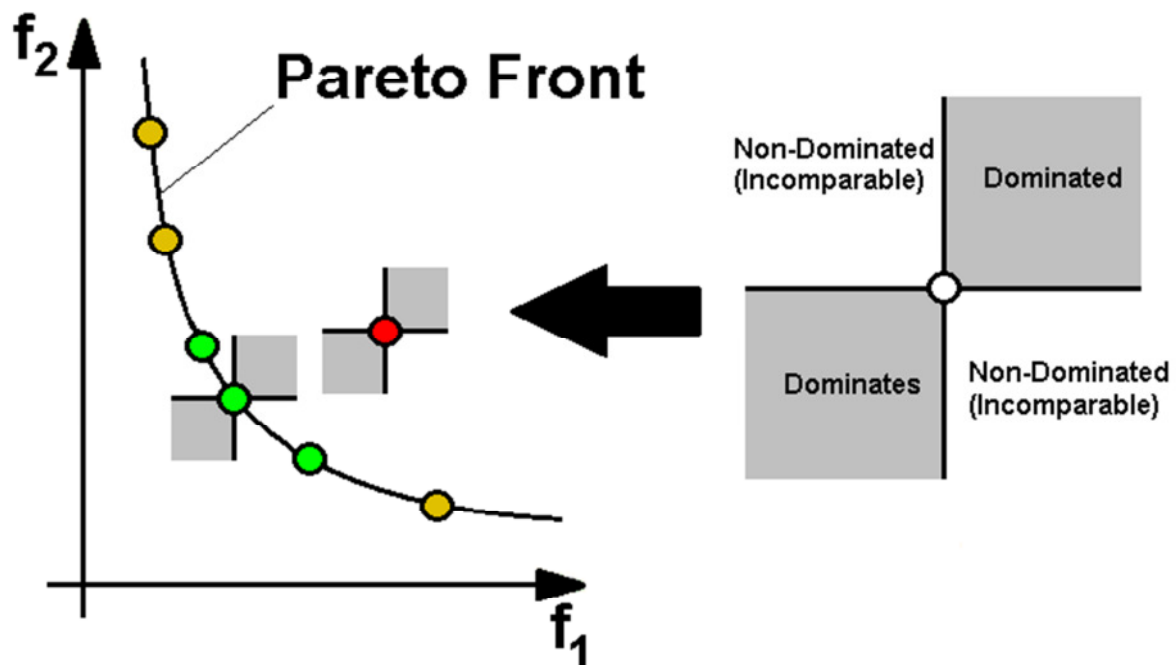 f2
Pareto Front
Non-Dominated
(Incomparable)
Dominated
Dominates
Non-Dominated
(Incomparable)
f1